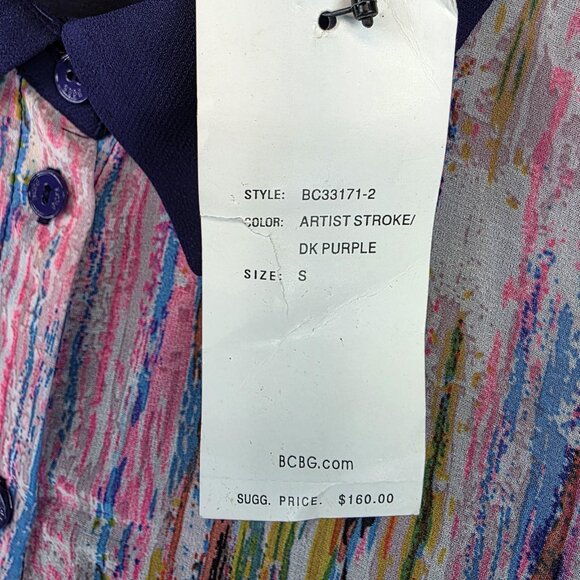 STYLE: BC33171-2
COLOR: ARTIST STROKE/
DK PURPLE
SIZE: S
BCBG.com
SUGG. PRICE. $160.00